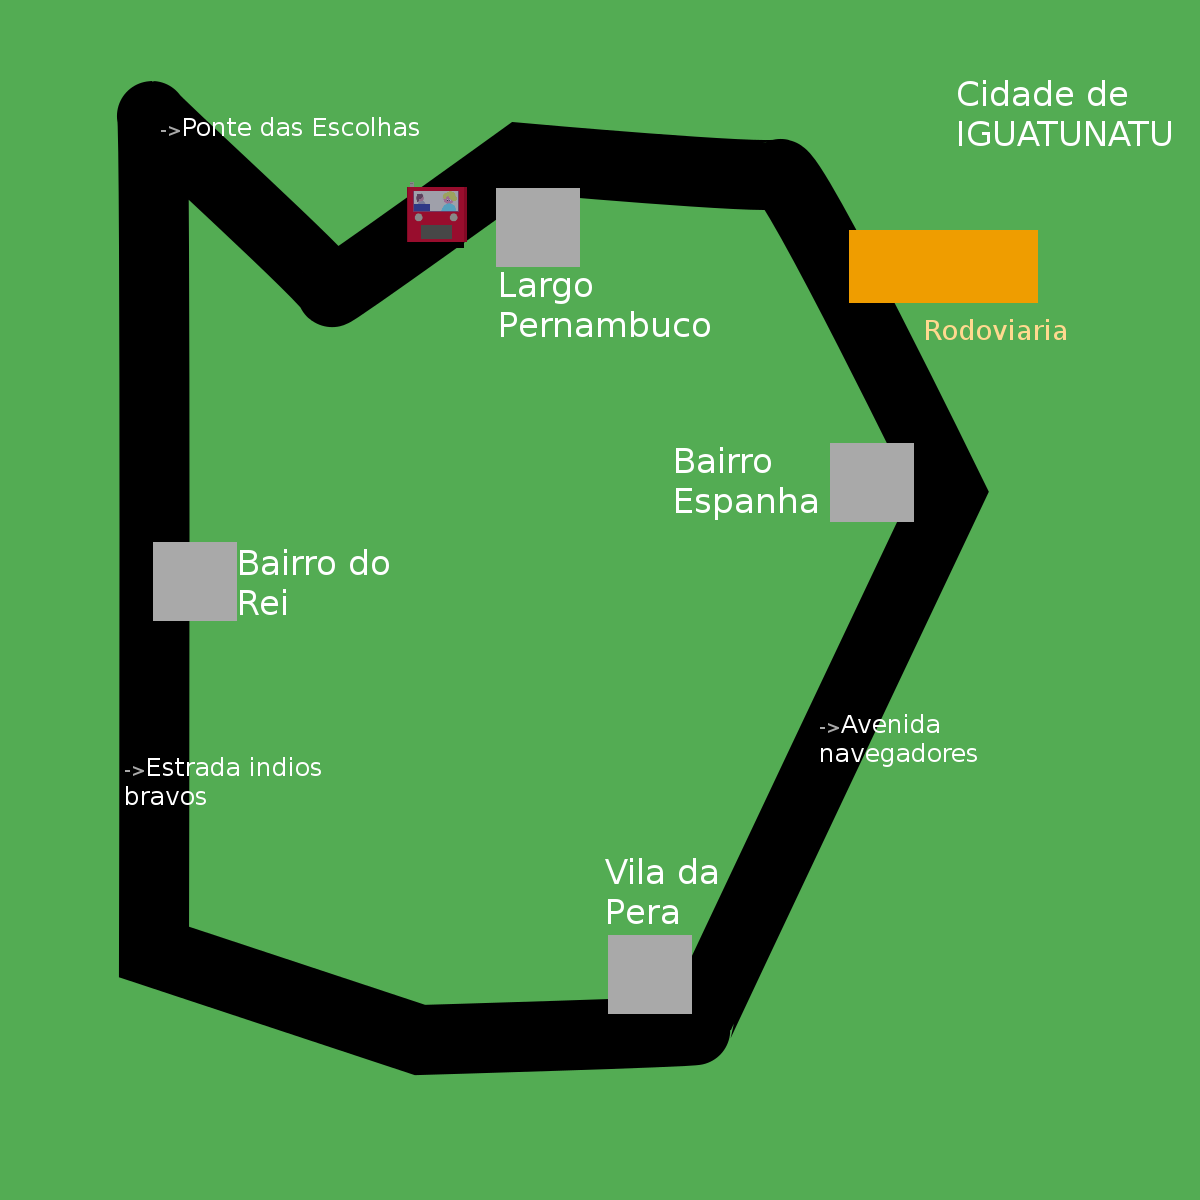 Cidade de
IGUATUNATU
->Ponte das Escolhas
Largo
Pernambuco
Rodoviaria
Bairro
Espanha
Bairro do
Rei
->Avenida
navegadores
->Estrada indios
bravos
Vila da
Pera